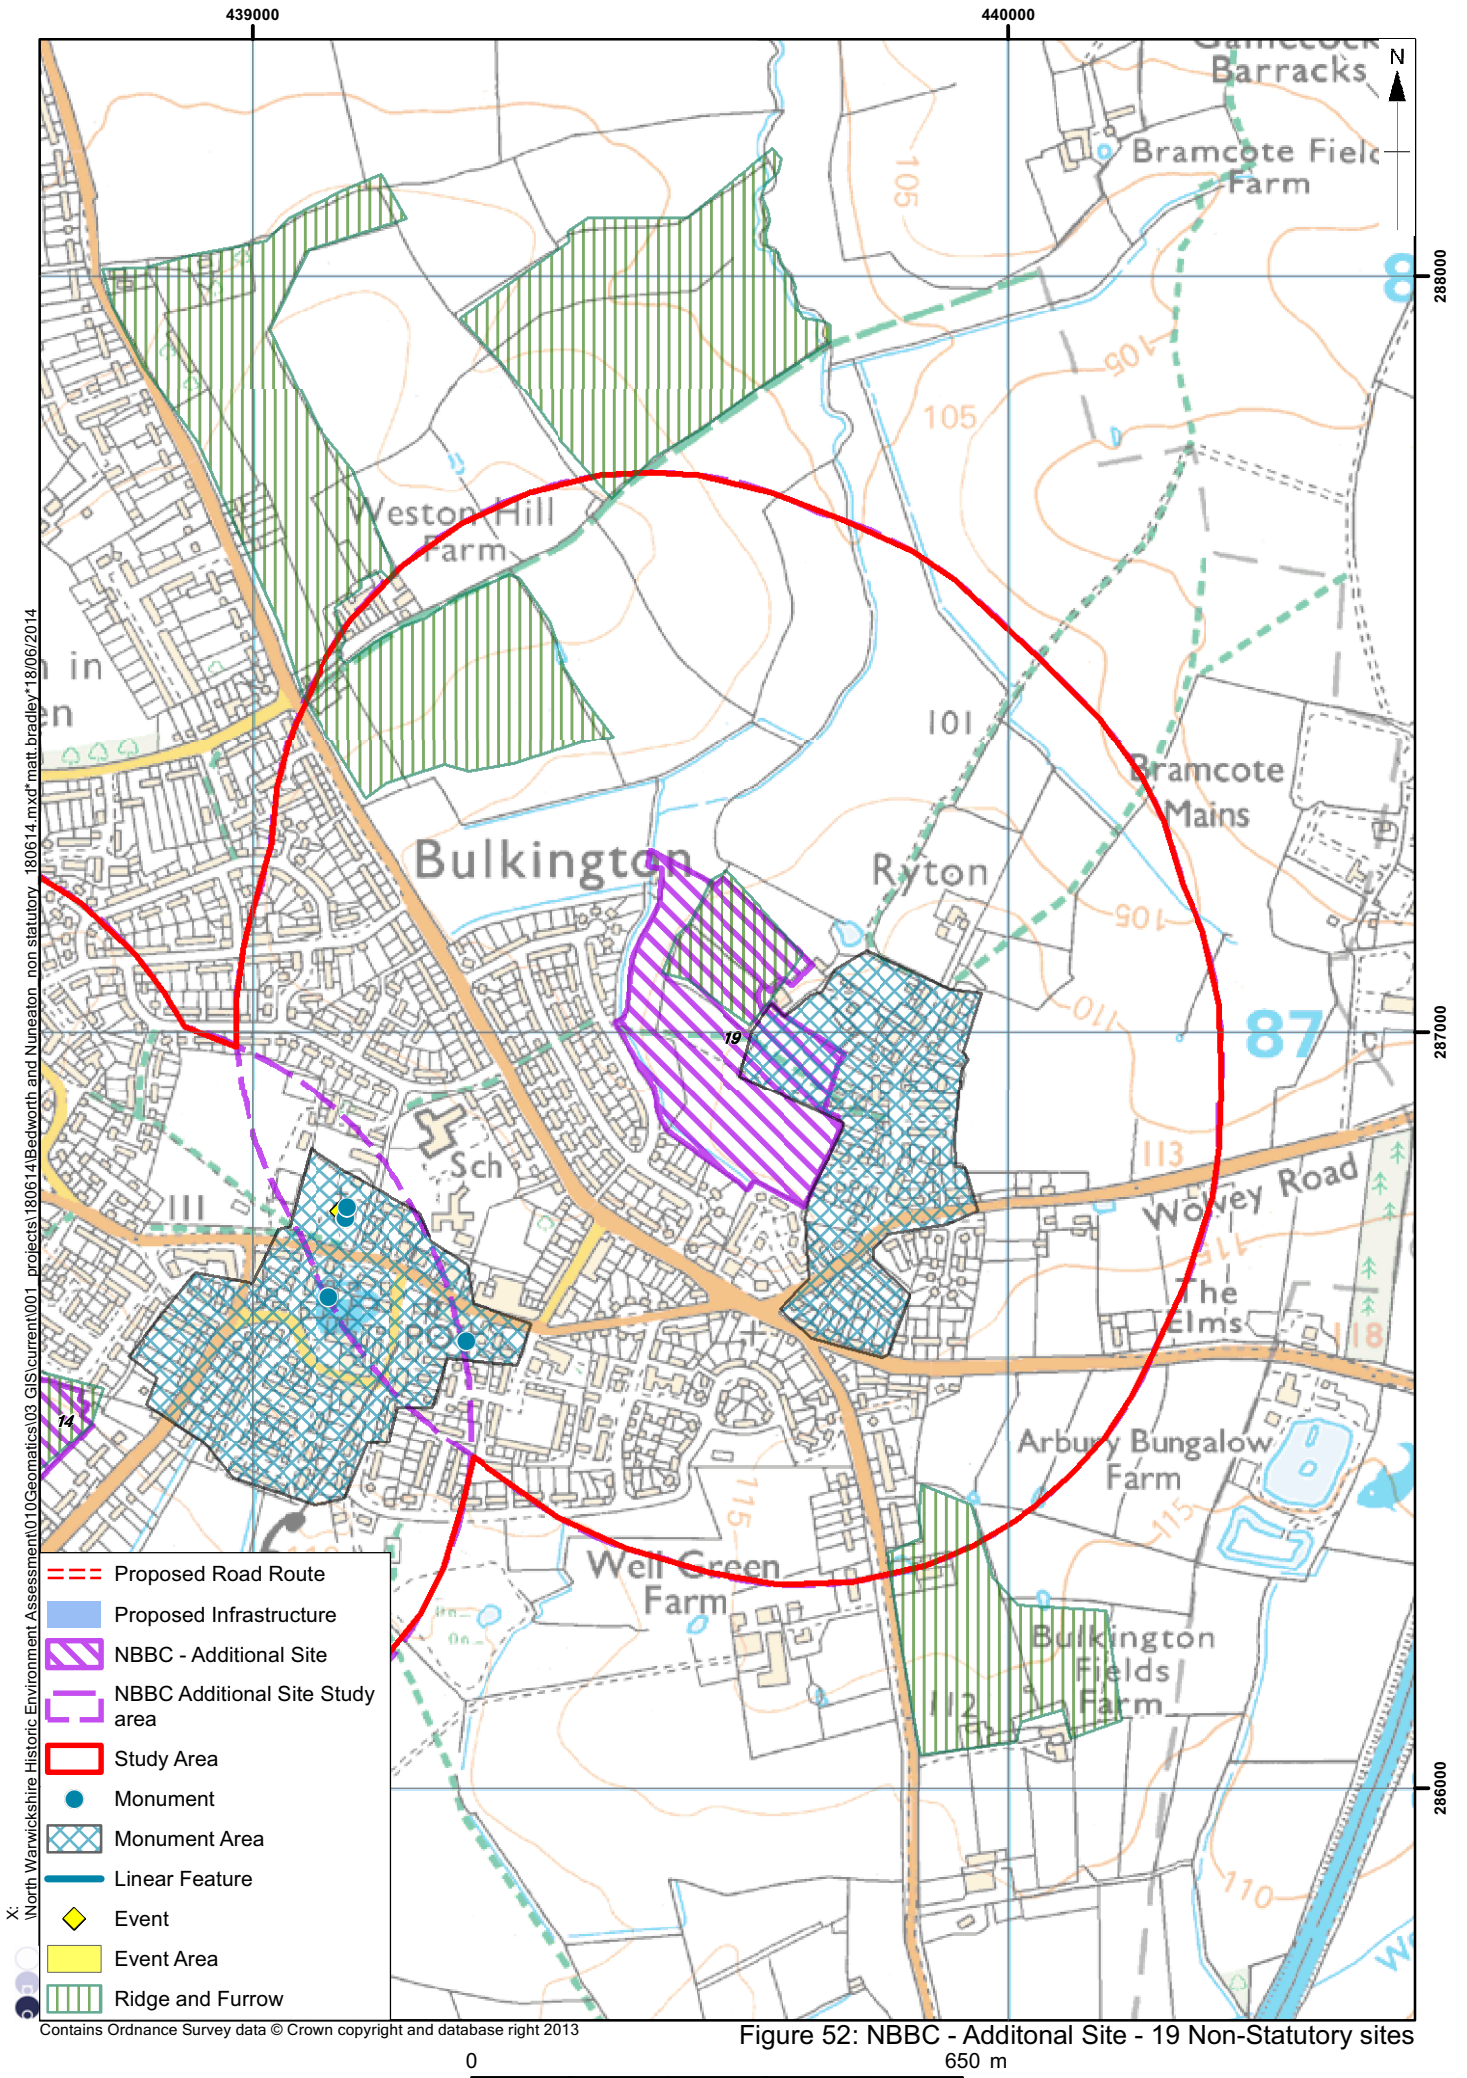 439000
440000
Barracks
N
Bramcote Field
Farm
105
8
288000
105
105
Weston Hill
Farm
n in
en
101
Bramcote
Mains
Bulkington
Ryton
105
110
19
87
287000
Sch
111
113
Wolvey Road
115
The
Elms
118
PO
14
Arbury Bungalow
Farm
115
115
Well Green
Farm
Bulkington
Fields
Farm
112
286000
110
Proposed Road Route
Proposed Infrastructure
NBBC - Additional Site
NBBC Additional Site Study
area
Study Area
Monument
Monument Area
Linear Feature
Event
Event Area
Ridge and Furrow
X:
\North Warwickshire Historic Environment Assessment\010Geomatics\03 GIS\current\001_projects\180614\Bedworth and Nuneaton_non statutory_180614.mxd*matt.bradley*18/06/2014
Contains Ordnance Survey data © Crown copyright and database right 2013
Figure 52: NBBC - Additonal Site - 19 Non-Statutory sites
0 650 m